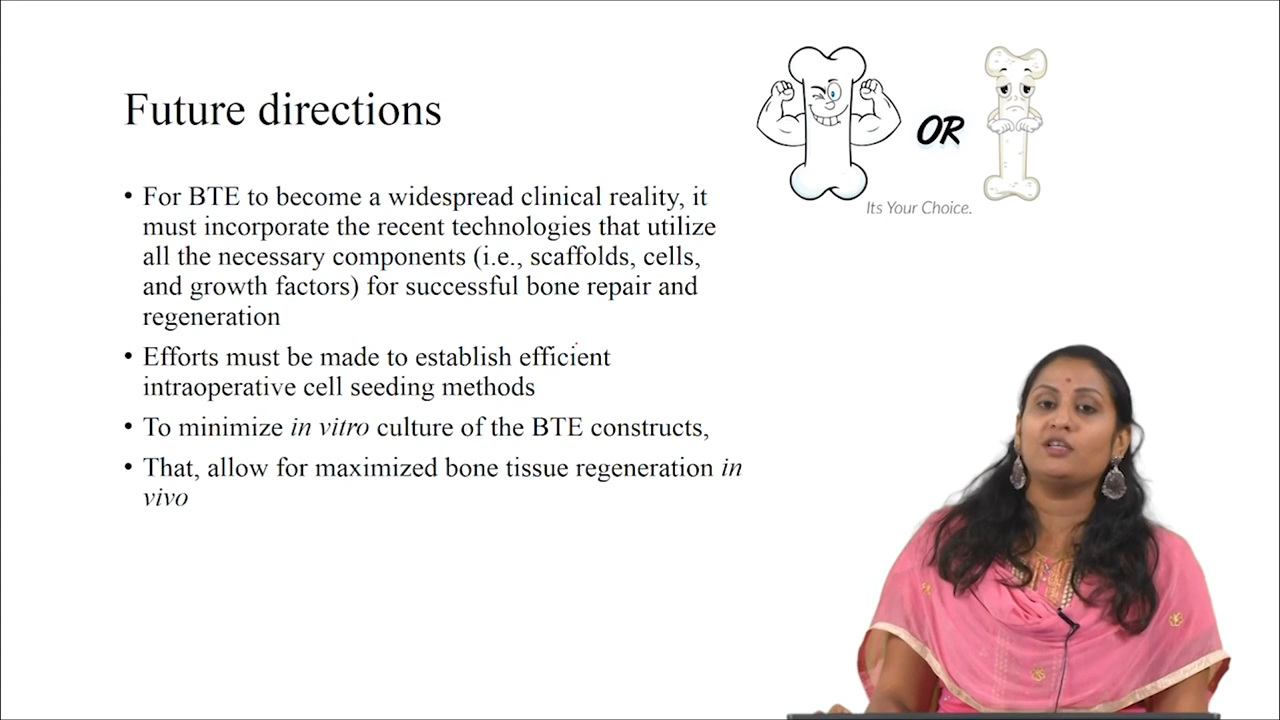 Future directions
OR
Its Your Choice.
• For BTE to become a widespread clinical reality, it
must incorporate the recent technologies that utilize
all the necessary components (i.e., scaffolds, cells,
and growth factors) for successful bone repair and
regeneration
• Efforts must be made to establish efficient
intraoperative cell seeding methods
• To minimize in vitro culture of the BTE constructs,
• That, allow for maximized bone tissue regeneration in
vivo